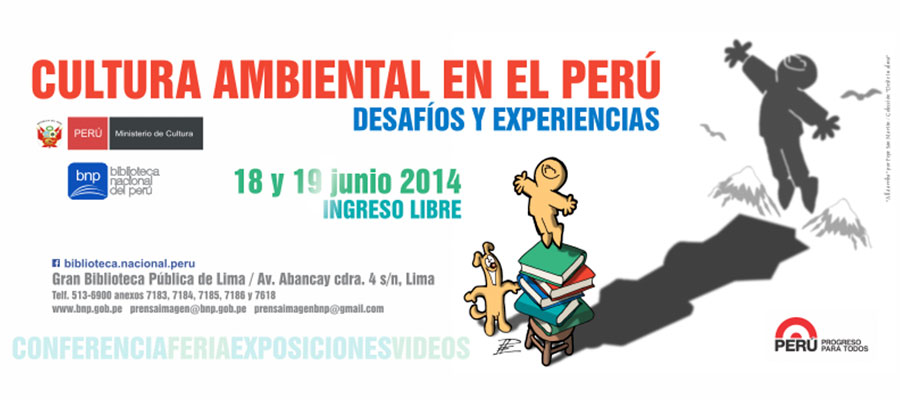 CULTURA AMBIENTAL EN EL PERÚ
DESAFÍOS Y EXPERIENCIAS
PERÚ
Ministerio de Cultura
bnp
biblioteca
nacional
del perú
18 y 19 junio 2014
INGRESO LIBRE
f biblioteca.nacional.peru
Gran Biblioteca Pública de Lima / Av. Abancay cdra. 4 s/n, Lima
Telf. 513-6900 anexos 7183, 7184, 7185, 7186 y 7618
www.bnp.gob.pe prensaimagen@bnp.gob.pe prensaimagenbnp@gmail.com
CONFERENCIAFERIAEXPOSICIONESVIDEOS
PERÚ
PROGRESO
PARA TODOS